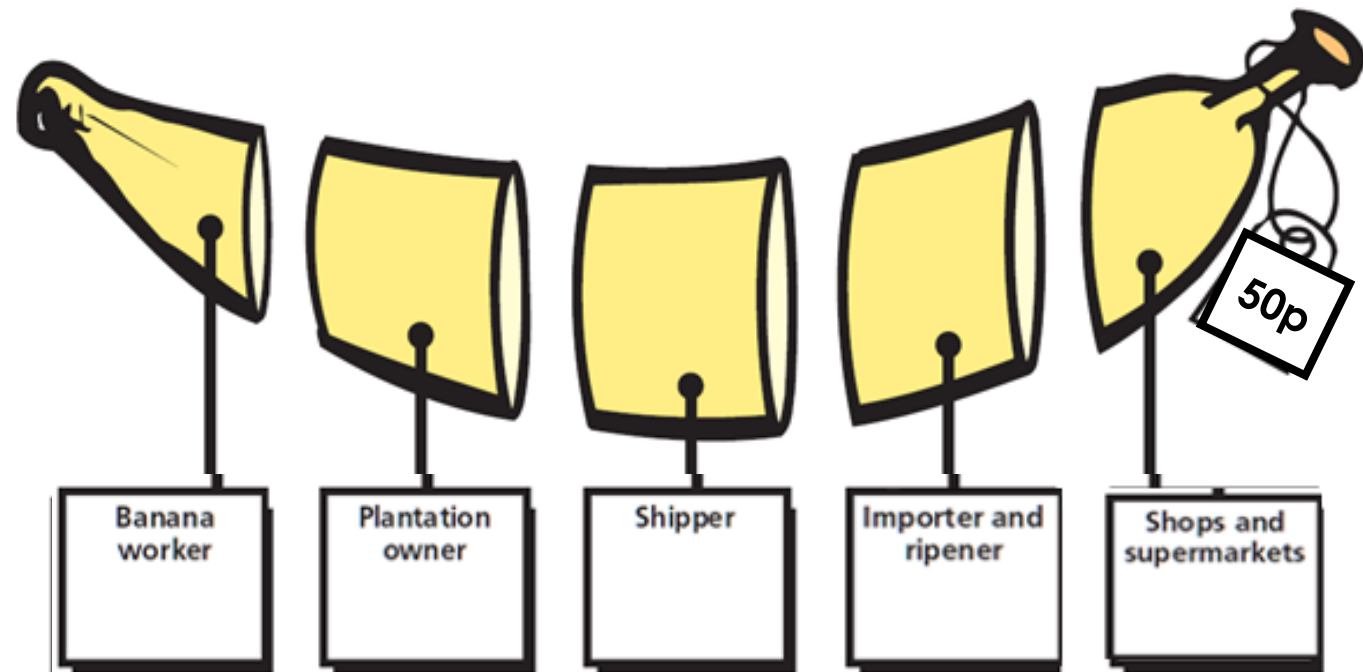 50p
Banana
worker
Plantation
owner
Shipper
Importer and
ripener
Shops and
supermarkets